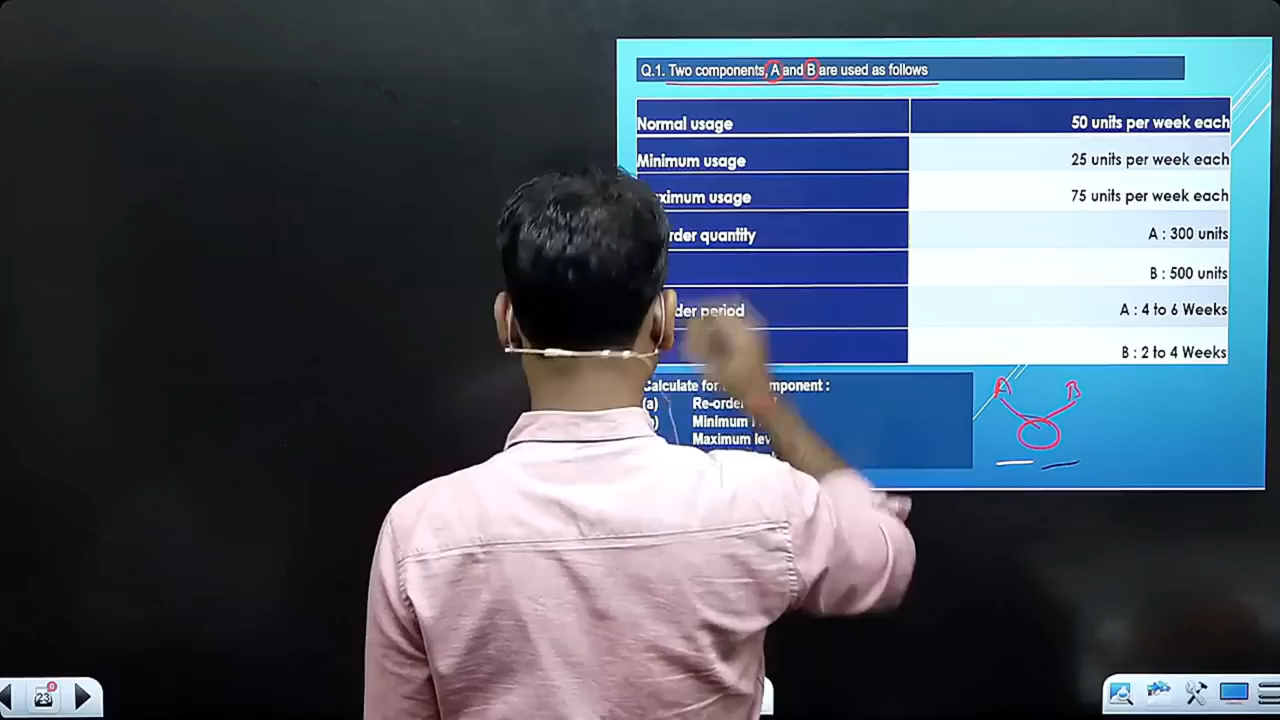 Q.1. Two components, A and B are used as follows
Normal usage 50 units per week each
Minimum usage 25 units per week each
ximum usage 75 units per week each
rder quantity A : 300 units
B : 500 units
der period A : 4 to 6 Weeks
B : 2 to 4 Weeks
Calculate for mponent :
(a) Re-order
Minimum
Maximum lev
A B
23
0